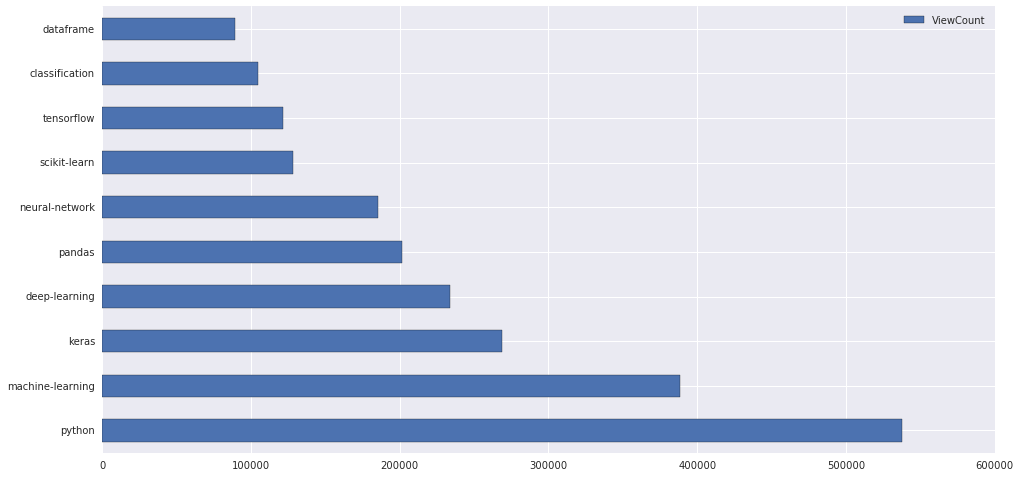 ViewCount
dataframe
classification
tensorflow
scikit-learn
neural-network
pandas
deep-learning
keras
machine-learning
python
0 100000 200000 300000 400000 500000 600000